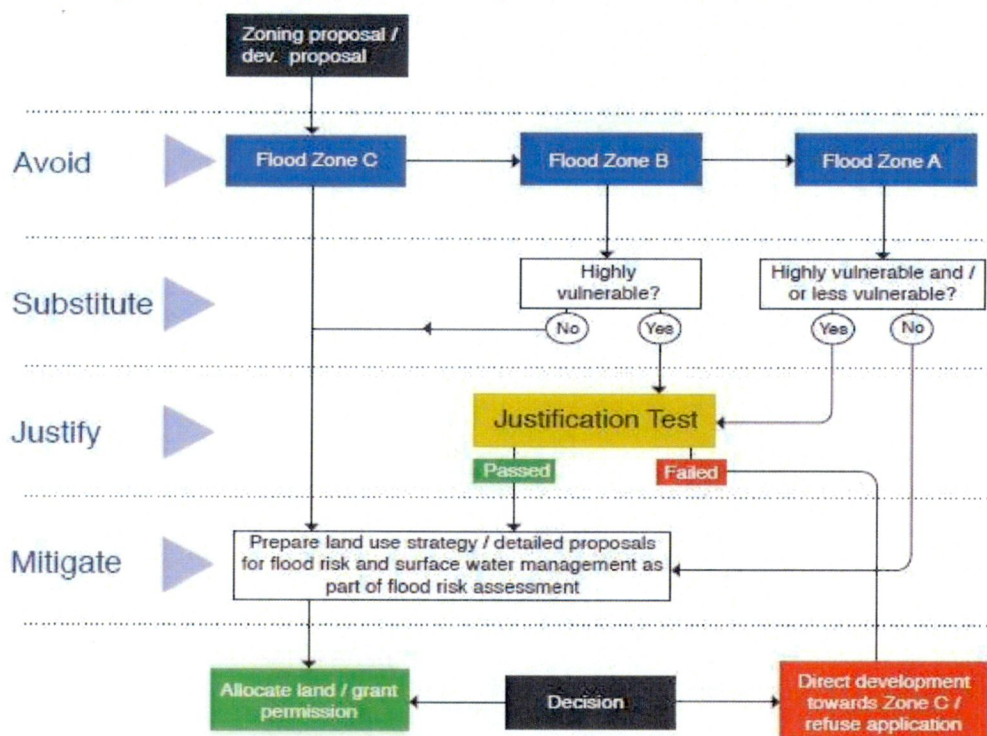 Zoning proposal /
dev. proposal
Avoid
Flood Zone C
Flood Zone B
Flood Zone A
Substitute
Highly
vulnerable?
Highly vulnerable and /
or less vulnerable?
No
Yes
Yes
No
Justify
Justification Test
Passed
Failed
Mitigate
Prepare land use strategy / detailed proposals
for flood risk and surface water management as
part of flood risk assessment
Allocate land / grant
permission
Decision
Direct development
towards Zone C /
refuse application